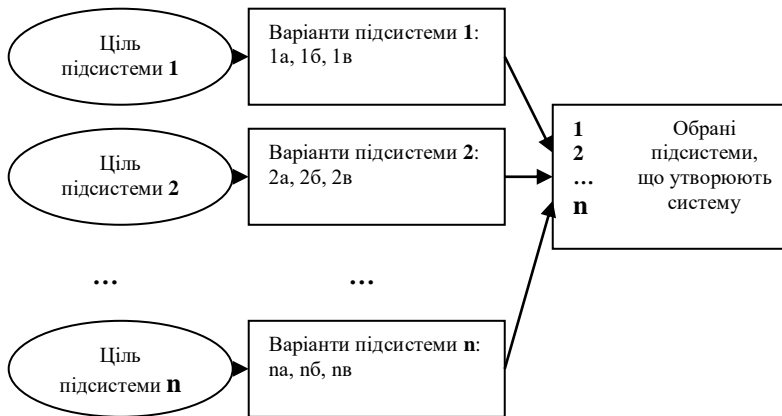 Ціль
підсистеми 1
Варіанти підсистеми 1:
1а, 1б, 1в
Ціль
підсистеми 2
Варіанти підсистеми 2:
2а, 2б, 2в
1 Обрані
2 підсистеми,
... що утворюють
n систему
...
...
Ціль
підсистеми n
Варіанти підсистеми n:
nа, nб, nв